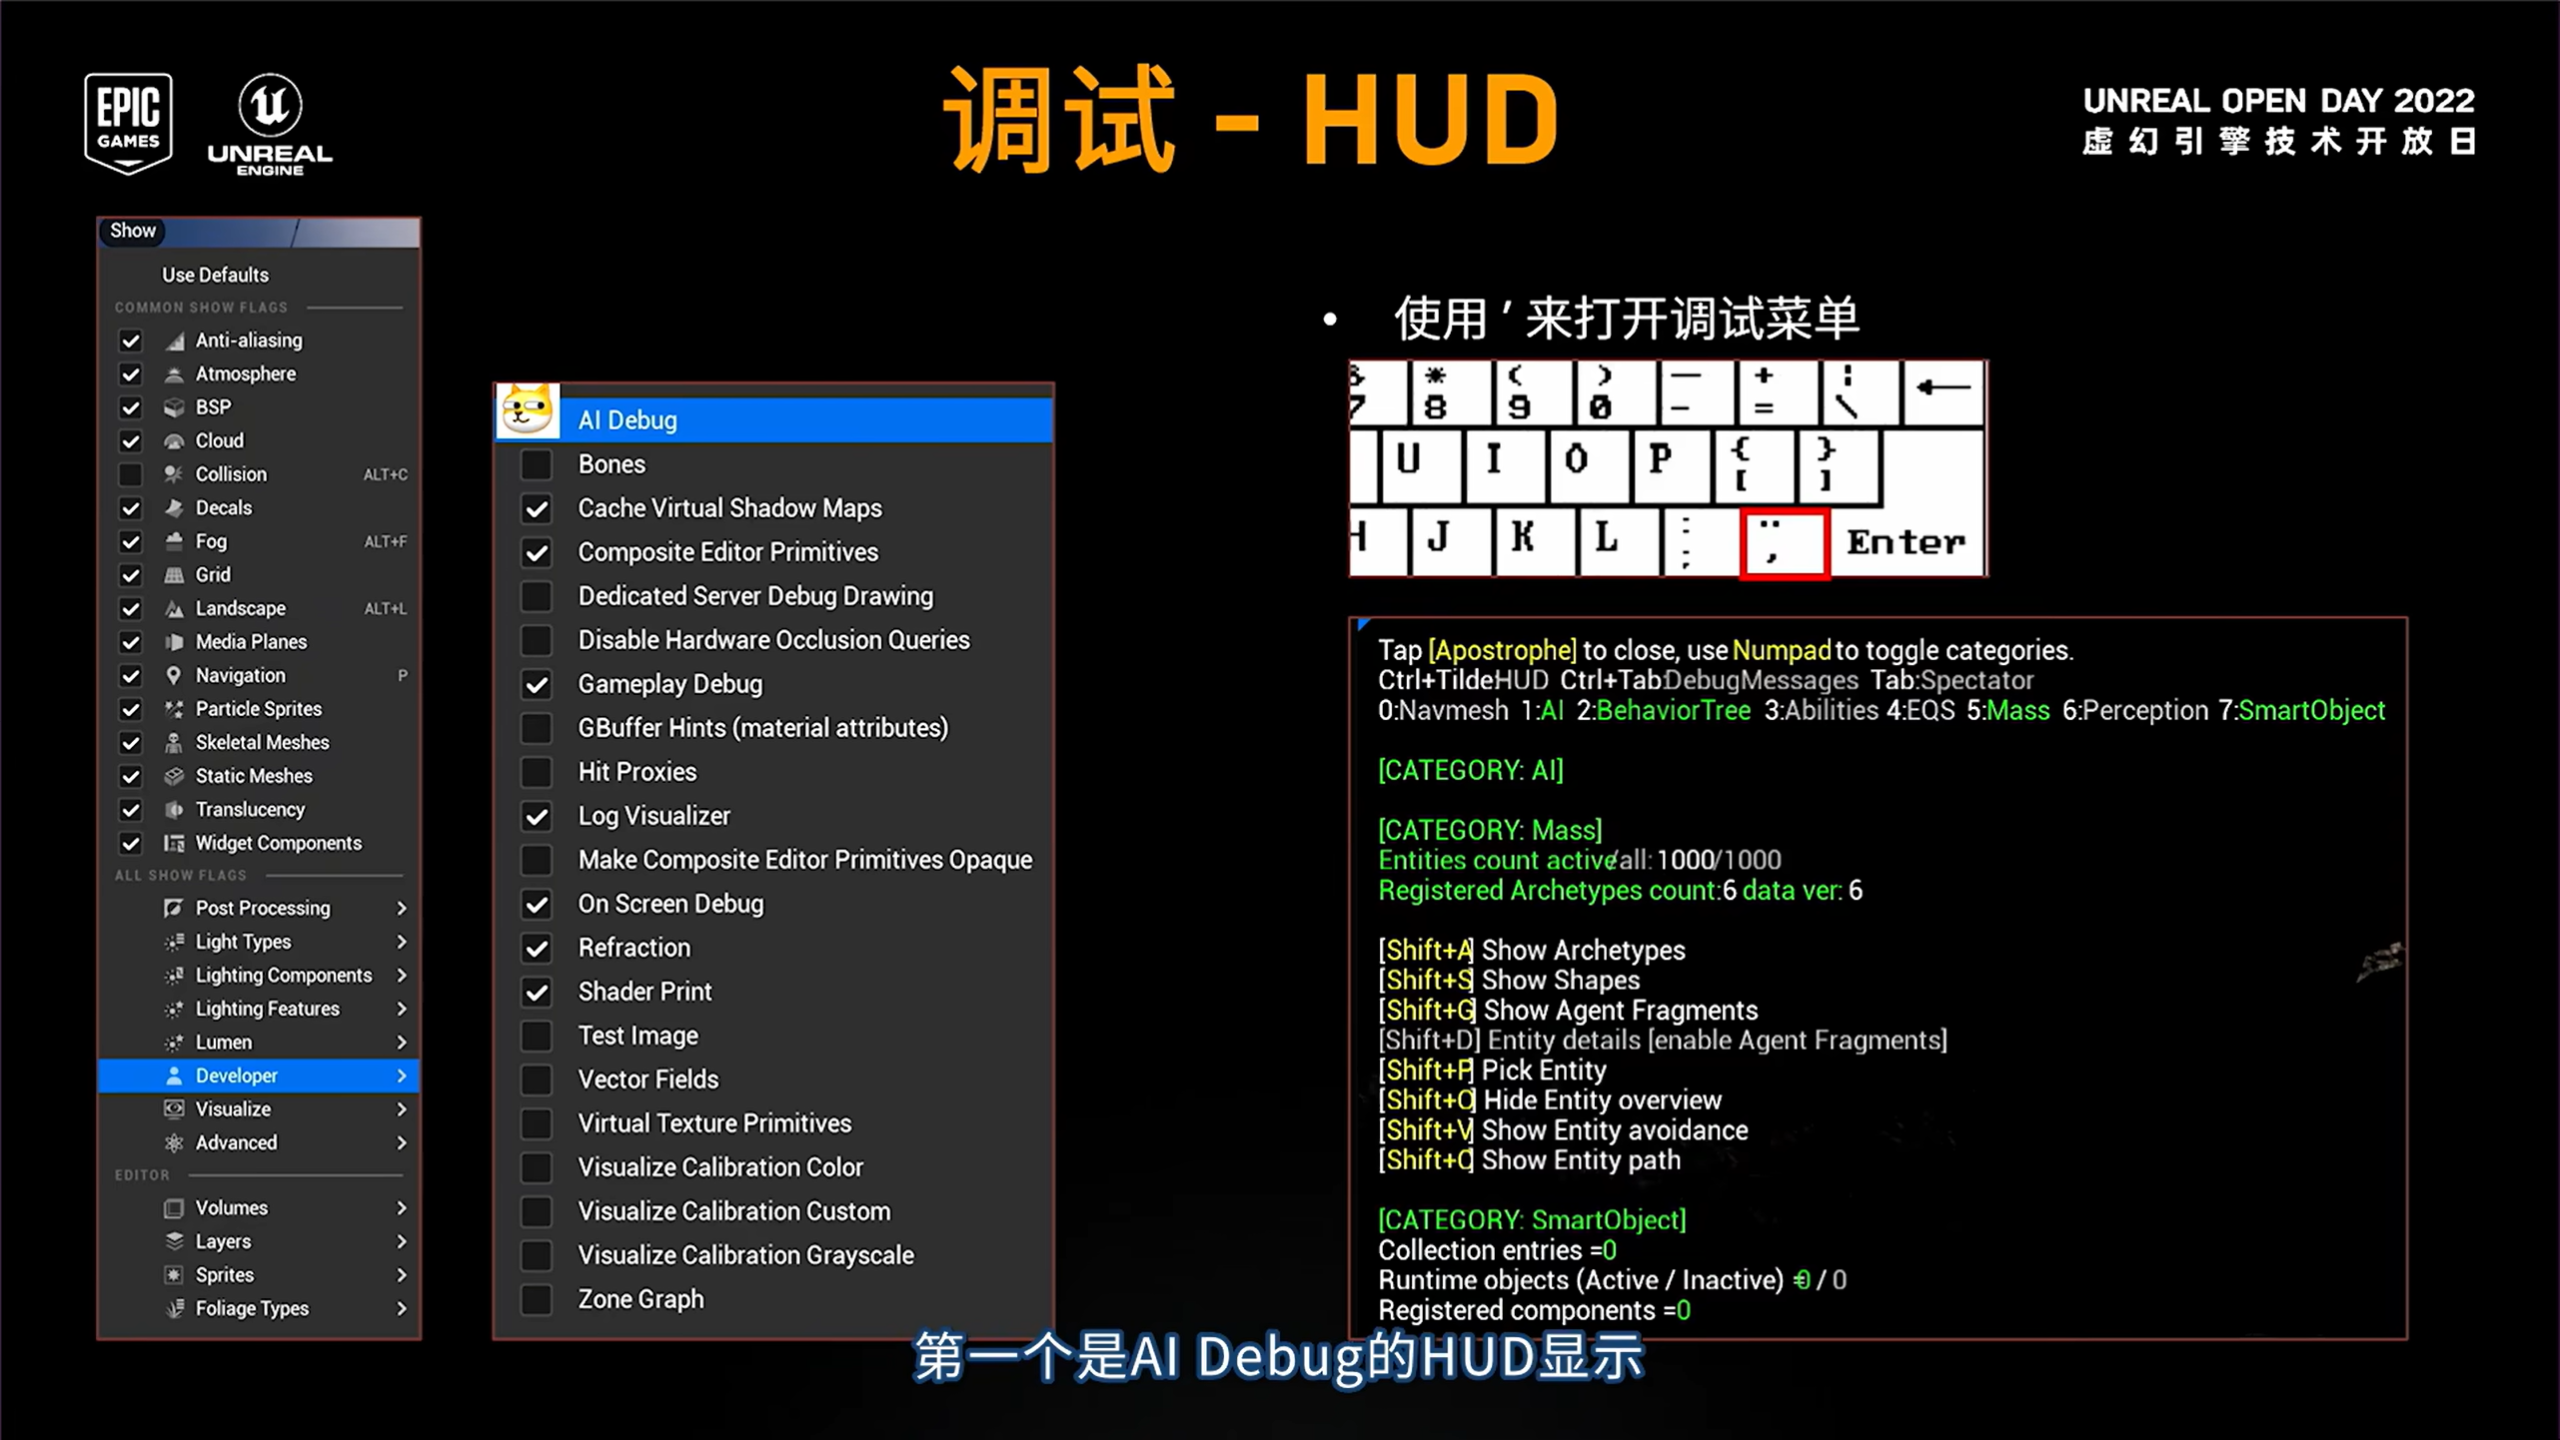 EPIC
GAMES
UNREAL
ENGINE
调试 - HUD
UNREAL OPEN DAY 2022
虚幻引擎技术开放日
Show
Use Defaults
COMMON SHOW FLAGS
Anti-aliasing
Atmosphere
BSP
Cloud
Collision ALT+C
Decals
Fog ALT+F
Grid
Landscape ALT+L
Media Planes
Navigation P
Particle Sprites
Skeletal Meshes
Static Meshes
Translucency
Widget Components
ALL SHOW FLAGS
Post Processing
Light Types
Lighting Components
Lighting Features
Lumen
Developer
Visualize
Advanced
EDITOR
Volumes
Layers
Sprites
Foliage Types
AI Debug
Bones
Cache Virtual Shadow Maps
Composite Editor Primitives
Dedicated Server Debug Drawing
Disable Hardware Occlusion Queries
Gameplay Debug
GBuffer Hints (material attributes)
Hit Proxies
Log Visualizer
Make Composite Editor Primitives Opaque
On Screen Debug
Refraction
Shader Print
Test Image
Vector Fields
Virtual Texture Primitives
Visualize Calibration Color
Visualize Calibration Custom
Visualize Calibration Grayscale
Zone Graph
• 使用 ' 来打开调试菜单
& * ( ) — + ¦
7 8 9 0 - = \ ←
U I O P { [ } ]
H J K L : ; " ' Enter
Tap [Apostrophe] to close, use Numpad to toggle categories.
Ctrl+Tilde:HUD Ctrl+Tab:DebugMessages Tab:Spectator
0:Navmesh 1:AI 2:BehaviorTree 3:Abilities 4:EQS 5:Mass 6:Perception 7:SmartObject
[CATEGORY: AI]
[CATEGORY: Mass]
Entities count active/all: 1000/1000
Registered Archetypes count:6 data ver: 6
[Shift+A] Show Archetypes
[Shift+S] Show Shapes
[Shift+G] Show Agent Fragments
[Shift+D] Entity details [enable Agent Fragments]
[Shift+P] Pick Entity
[Shift+O] Hide Entity overview
[Shift+V] Show Entity avoidance
[Shift+C] Show Entity path
[CATEGORY: SmartObject]
Collection entries =0
Runtime objects (Active / Inactive) =0 / 0
Registered components =0
第一个是AI Debug的HUD显示